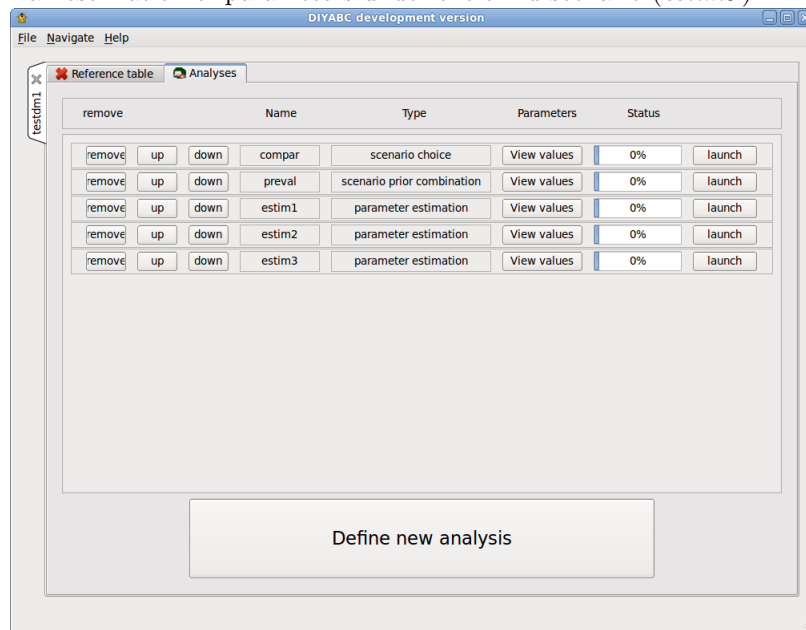 DIYABC development version
File Navigate Help
testdm1
Reference table Analyses
remove Name Type Parameters Status
remove up down compar scenario choice View values 0% launch
remove up down preval scenario prior combination View values 0% launch
remove up down estim1 parameter estimation View values 0% launch
remove up down estim2 parameter estimation View values 0% launch
remove up down estim3 parameter estimation View values 0% launch
Define new analysis